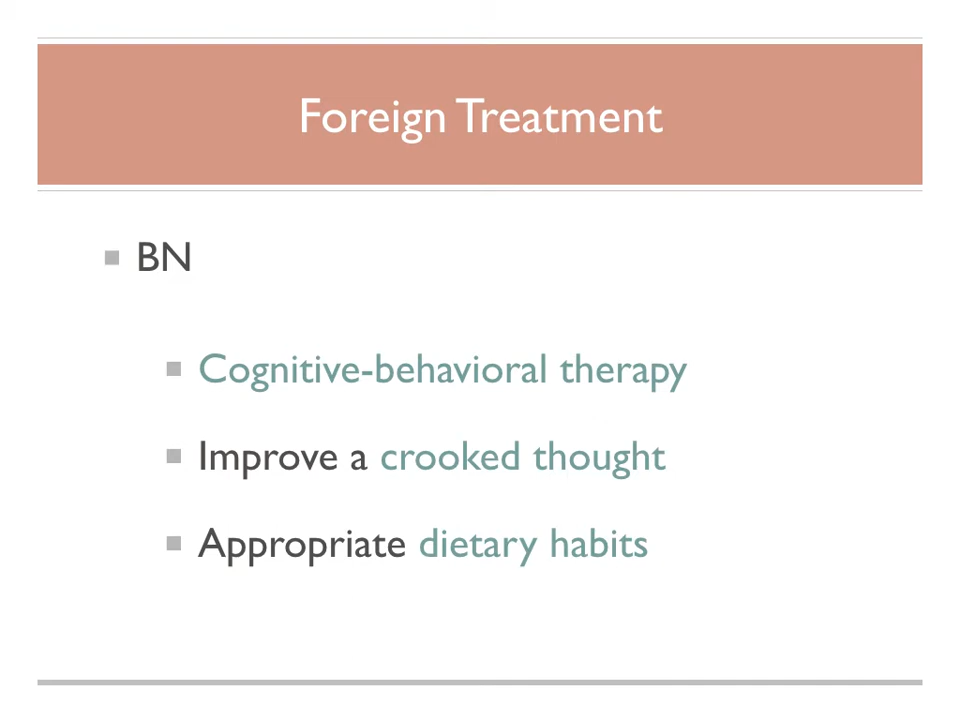 Foreign Treatment
BN
Cognitive-behavioral therapy
Improve a crooked thought
Appropriate dietary habits